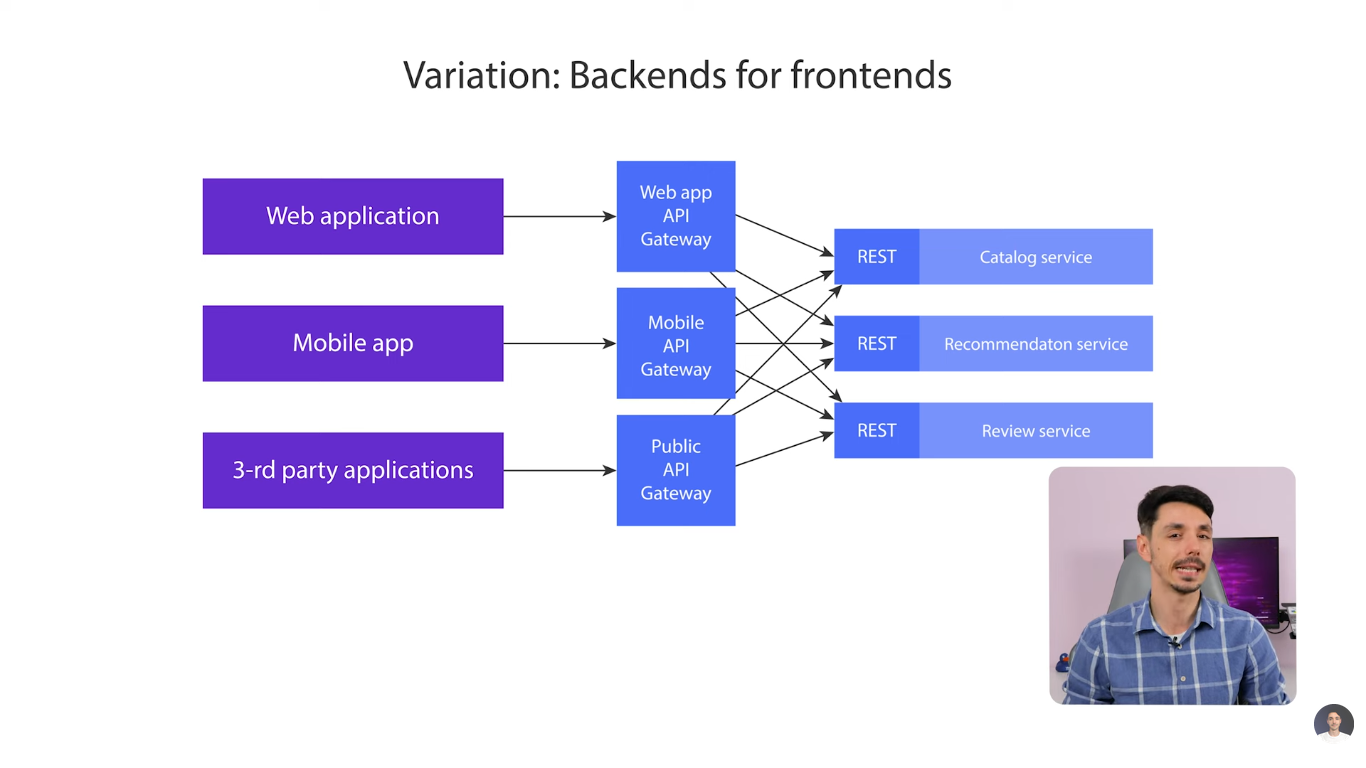 Variation: Backends for frontends
Web application
Web app
API
Gateway
REST
Catalog service
Mobile app
Mobile
API
Gateway
REST
Recommendaton service
REST
Review service
3-rd party applications
Public
API
Gateway